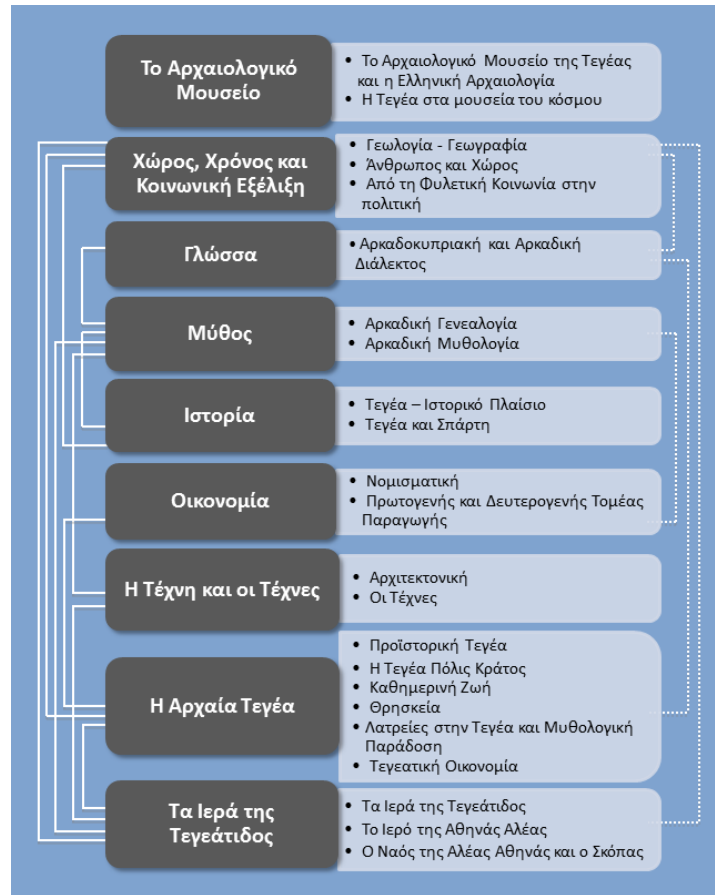 Το Αρχαιολογικό
Μουσείο
• Το Αρχαιολογικό Μουσείο της Τεγέας
και η Ελληνική Αρχαιολογία
• Η Τεγέα στα μουσεία του κόσμου
Χώρος, Χρόνος και
Κοινωνική Εξέλιξη
• Γεωλογία - Γεωγραφία
• Άνθρωπος και Χώρος
• Από τη Φυλετική Κοινωνία στην
πολιτική
Γλώσσα
• Αρκαδοκυπριακή και Αρκαδική
Διάλεκτος
Μύθος
• Αρκαδική Γενεαλογία
• Αρκαδική Μυθολογία
Ιστορία
• Τεγέα – Ιστορικό Πλαίσιο
• Τεγέα και Σπάρτη
Οικονομία
• Νομισματική
• Πρωτογενής και Δευτερογενής Τομέας
Παραγωγής
Η Τέχνη και οι Τέχνες
• Αρχιτεκτονική
• Οι Τέχνες
Η Αρχαία Τεγέα
• Προϊστορική Τεγέα
• Η Τεγέα Πόλις Κράτος
• Καθημερινή Ζωή
• Θρησκεία
• Λατρείες στην Τεγέα και Μυθολογική
Παράδοση
• Τεγεατική Οικονομία
Τα Ιερά της
Τεγεάτιδος
• Τα Ιερά της Τεγεάτιδος
• Το Ιερό της Αθηνάς Αλέας
• Ο Ναός της Αλέας Αθηνάς και ο Σκόπας